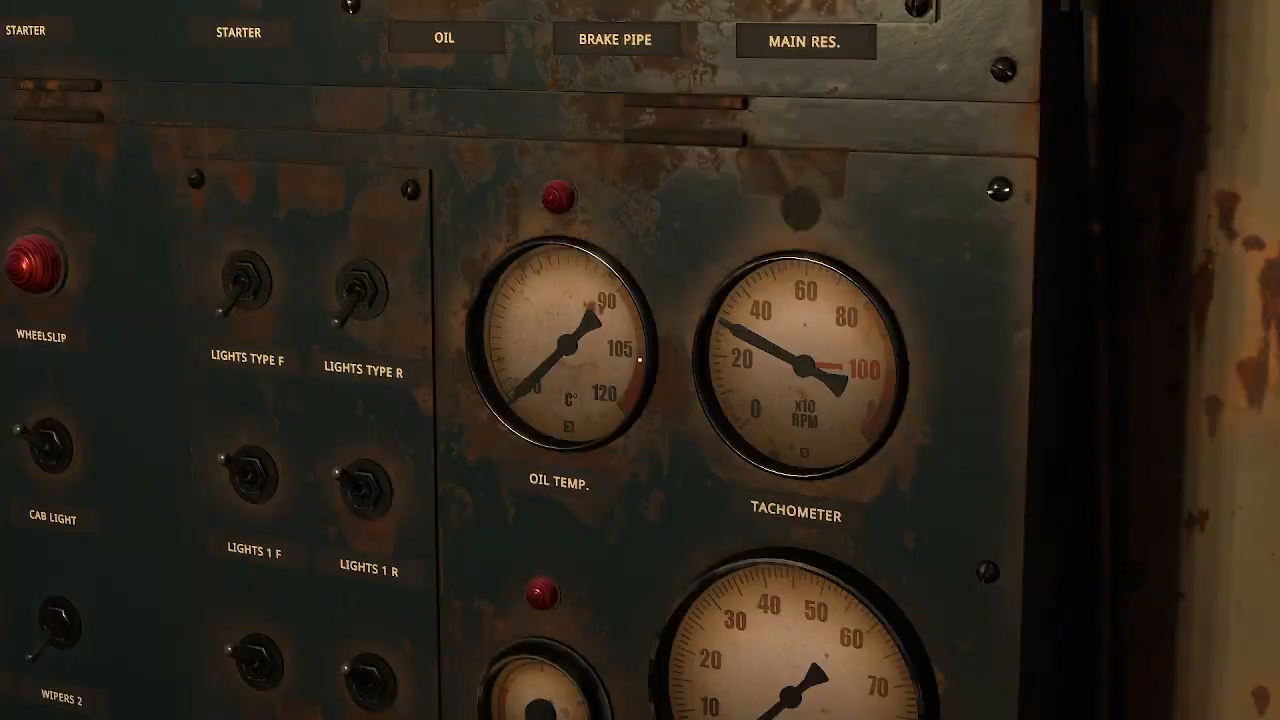 STARTER
STARTER
OIL
BRAKE PIPE
MAIN RES.
WHEELSLIP
LIGHTS TYPE F
LIGHTS TYPE R
90
105
120
C°
OIL TEMP.
0
20
40
60
80
100
x10
RPM
TACHOMETER
CAB LIGHT
LIGHTS 1 F
LIGHTS 1 R
WIPERS 2
10
20
30
40
50
60
70